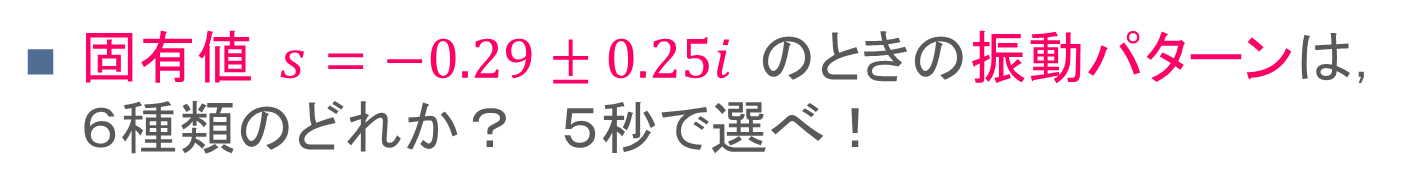 ■ 固有値 s = −0.29 ± 0.25i のときの振動パターンは,
６種類のどれか？　５秒で選べ！